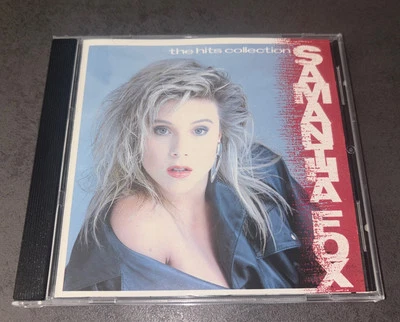 the hits collection
SAMANTHA FOX